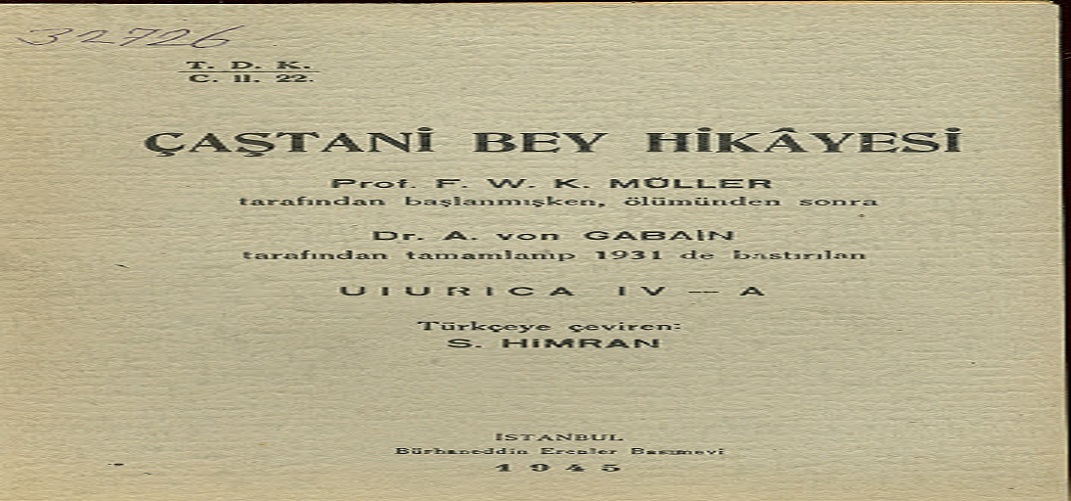 32726
T. D. K.
C. II. 22.
ÇAŞTANİ BEY HİKÂYESİ
Prof. F. W. K. MÜLLER
tarafından başlanmışken, ölümünden sonra
Dr. A. von GABAİN
tarafından tamamlanıp 1931 de bastırılan
UIURICA IV — A
Türkçeye çeviren:
S. HİMRAN
İSTANBUL
Bürhaneddin Erenler Basımevi
1945